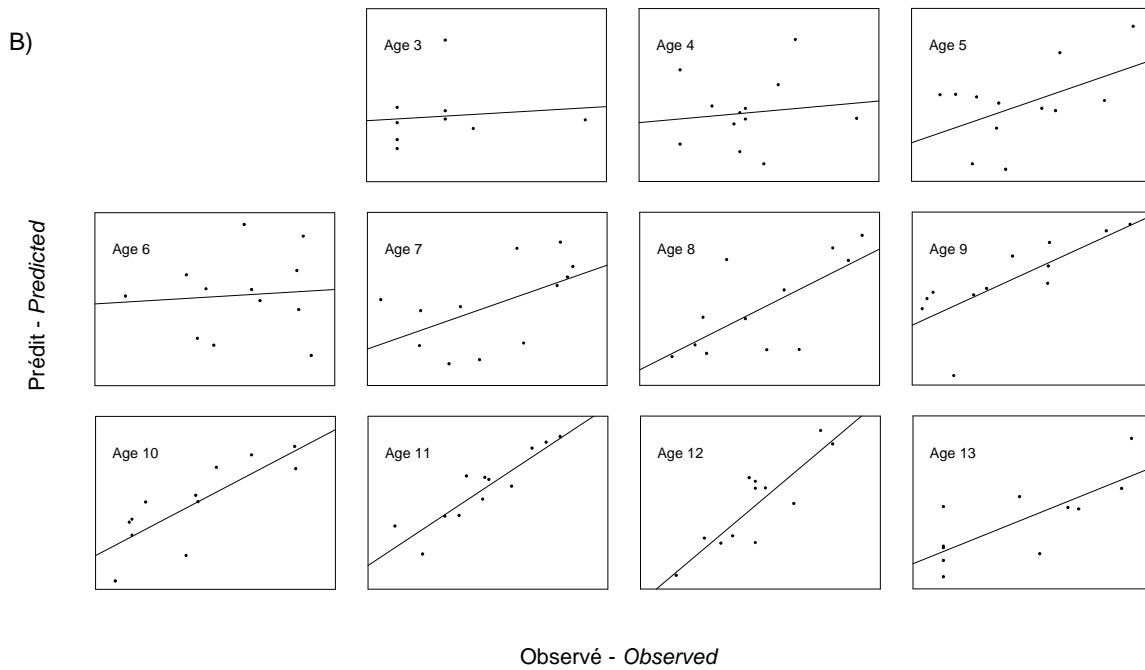 B)
Age 3
Age 4
Age 5
Age 6
Age 7
Age 8
Age 9
Age 10
Age 11
Age 12
Age 13
Prédit - Predicted
Observé - Observed